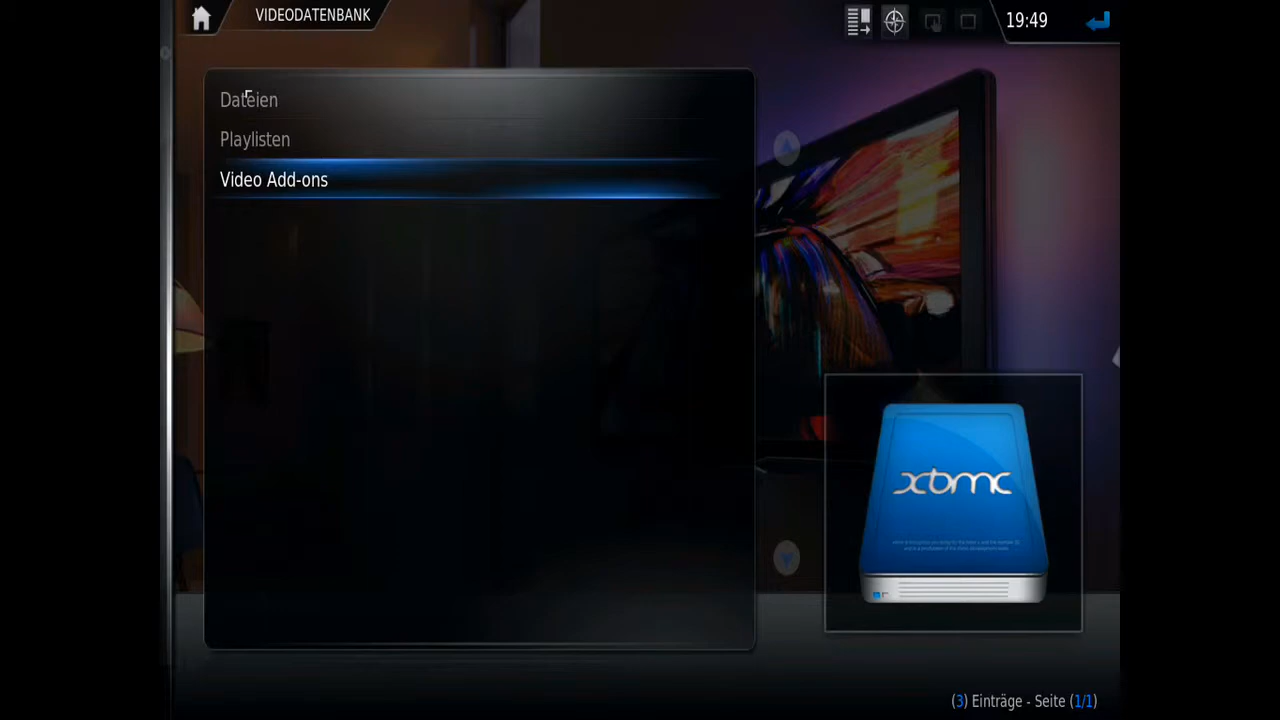 VIDEODATENBANK
19:49
Dateien
Playlisten
Video Add-ons
xbmc
(3) Einträge - Seite (1/1)